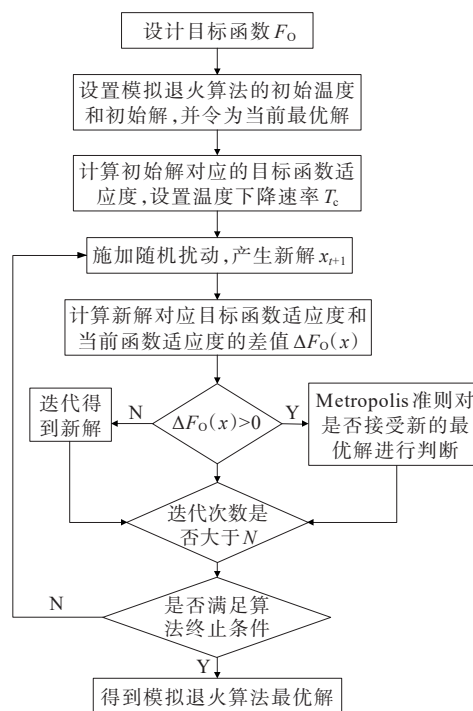 设计目标函数 F_O
设置模拟退火算法的初始温度
和初始解,并令为当前最优解
计算初始解对应的目标函数适
应度,设置温度下降速率 T_c
施加随机扰动,产生新解 x_{t+1}
计算新解对应目标函数适应度和
当前函数适应度的差值 ΔF_O(x)
迭代得
到新解
N
ΔF_O(x)>0
Y
Metropolis准则对
是否接受新的最
优解进行判断
迭代次数是
否大于 N
N
是否满足算
法终止条件
Y
得到模拟退火算法最优解